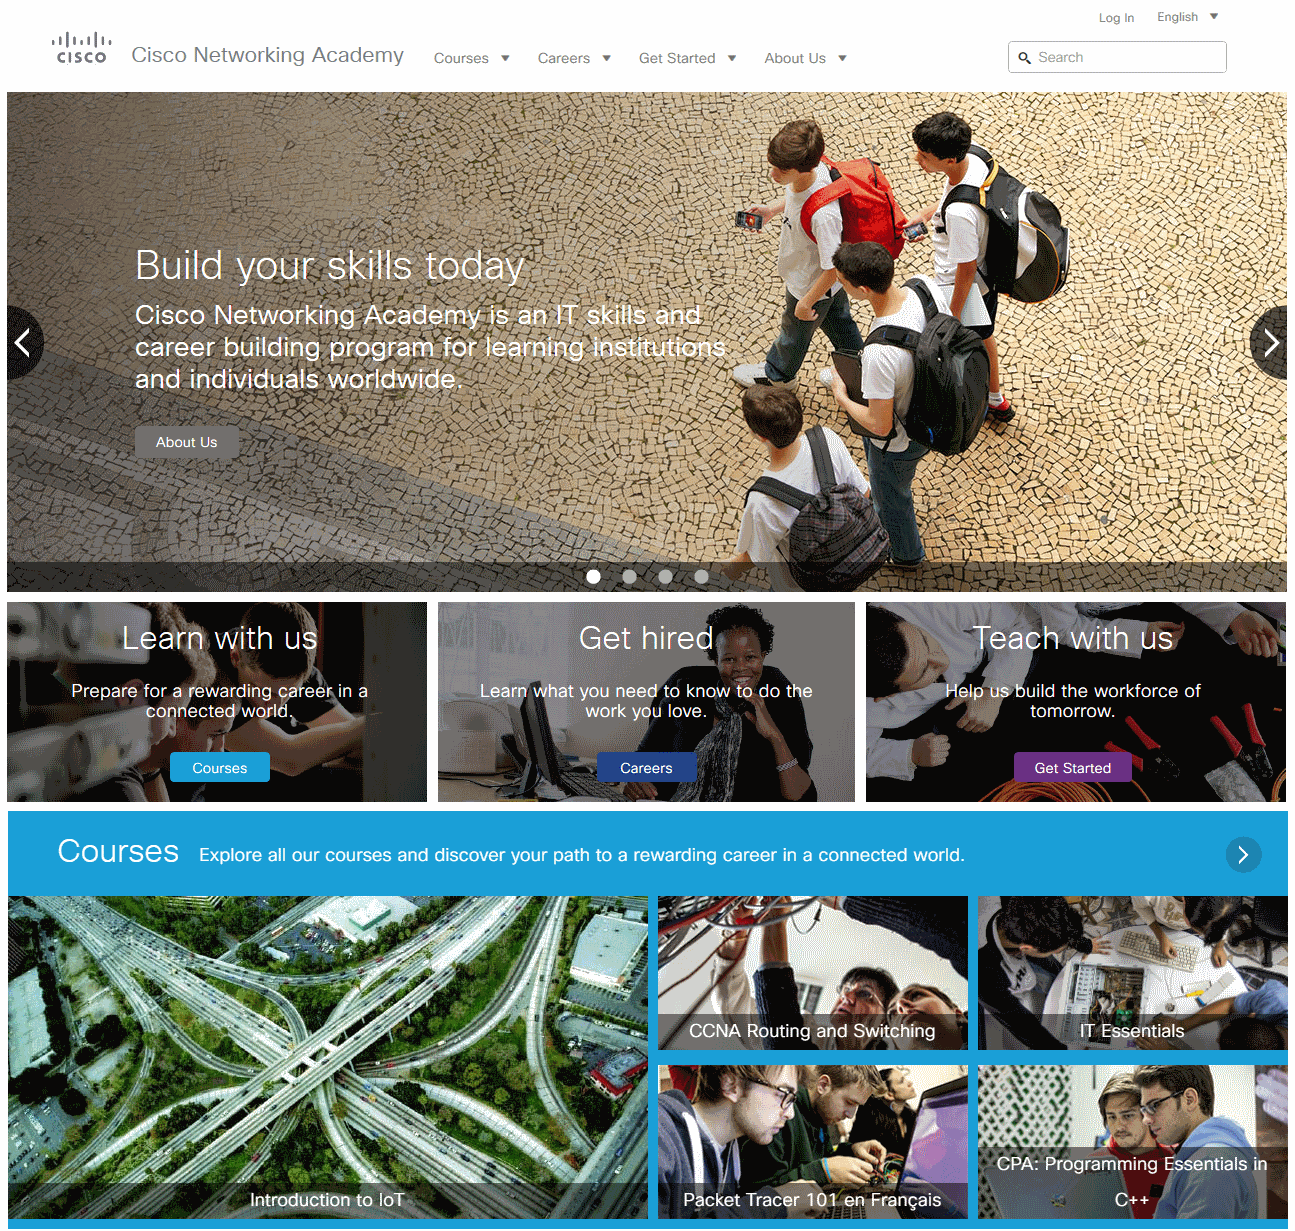 Log In English
cisco
Cisco Networking Academy Courses Careers Get Started About Us Search
Build your skills today
Cisco Networking Academy is an IT skills and
career building program for learning institutions
and individuals worldwide.
About Us
Learn with us
Prepare for a rewarding career in a
connected world.
Courses
Get hired
Learn what you need to know to do the
work you love.
Careers
Teach with us
Help us build the workforce of
tomorrow.
Get Started
Courses Explore all our courses and discover your path to a rewarding career in a connected world.
Introduction to IoT
CCNA Routing and Switching
IT Essentials
Packet Tracer 101 en Français
CPA: Programming Essentials in
C++